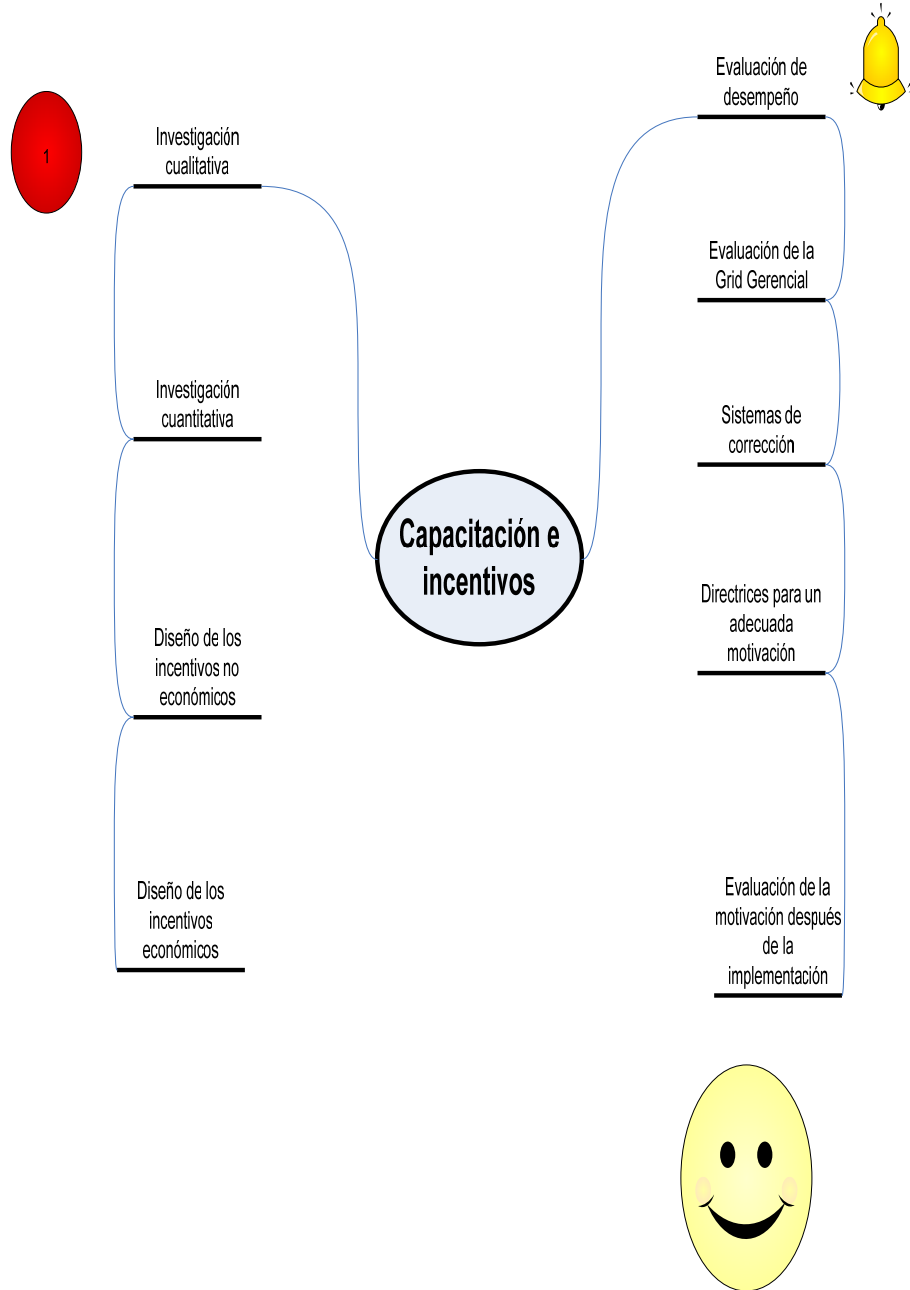 1
Investigación
cualitativa
Investigación
cuantitativa
Diseño de los
incentivos no
económicos
Diseño de los
incentivos
económicos
Capacitación e
incentivos
Evaluación de
desempeño
Evaluación de la
Grid Gerencial
Sistemas de
corrección
Directrices para un
adecuada
motivación
Evaluación de la
motivación después
de la
implementación